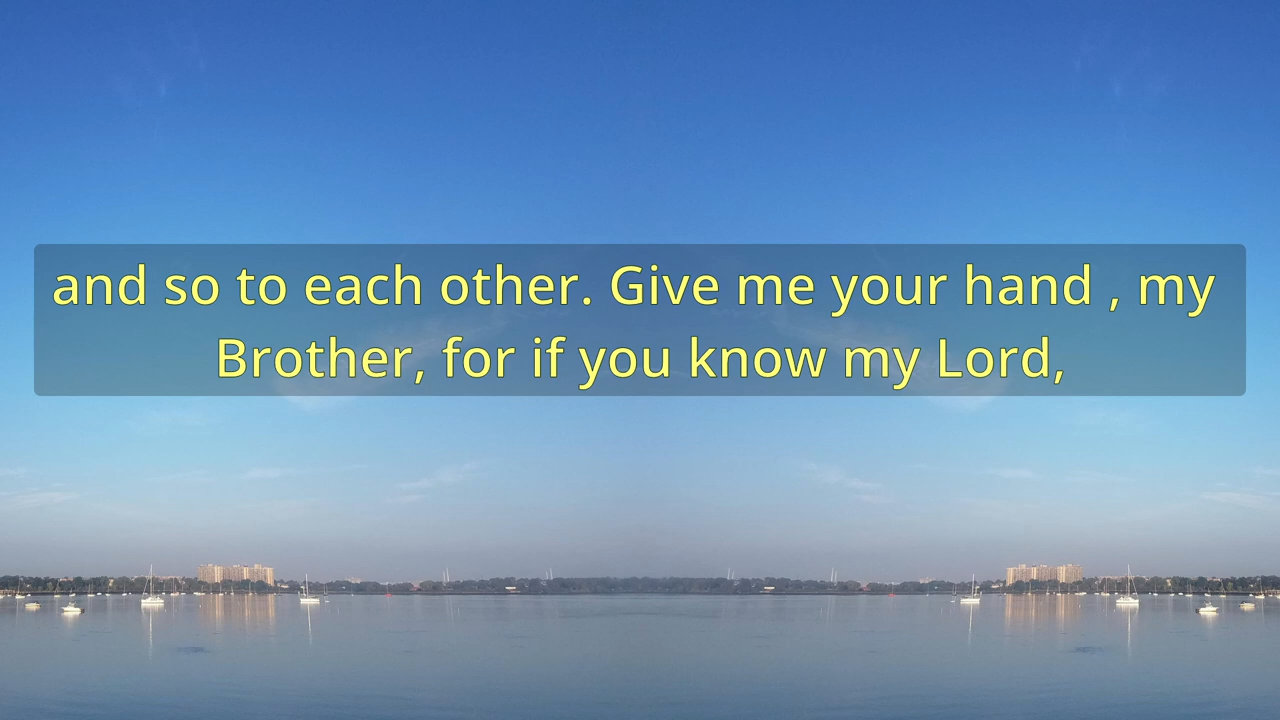 and so to each other. Give me your hand , my
Brother, for if you know my Lord,